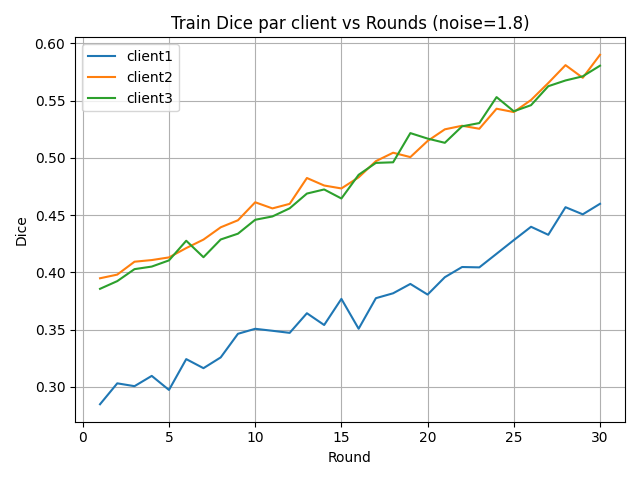 Train Dice par client vs Rounds (noise=1.8)
client1
client2
client3
Dice
0.60
0.55
0.50
0.45
0.40
0.35
0.30
0 5 10 15 20 25 30
Round